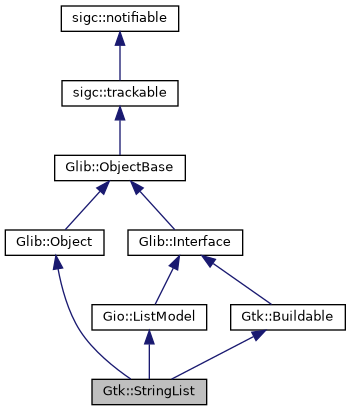 sigc::notifiable
sigc::trackable
Glib::ObjectBase
Glib::Object
Glib::Interface
Gio::ListModel
Gtk::Buildable
Gtk::StringList